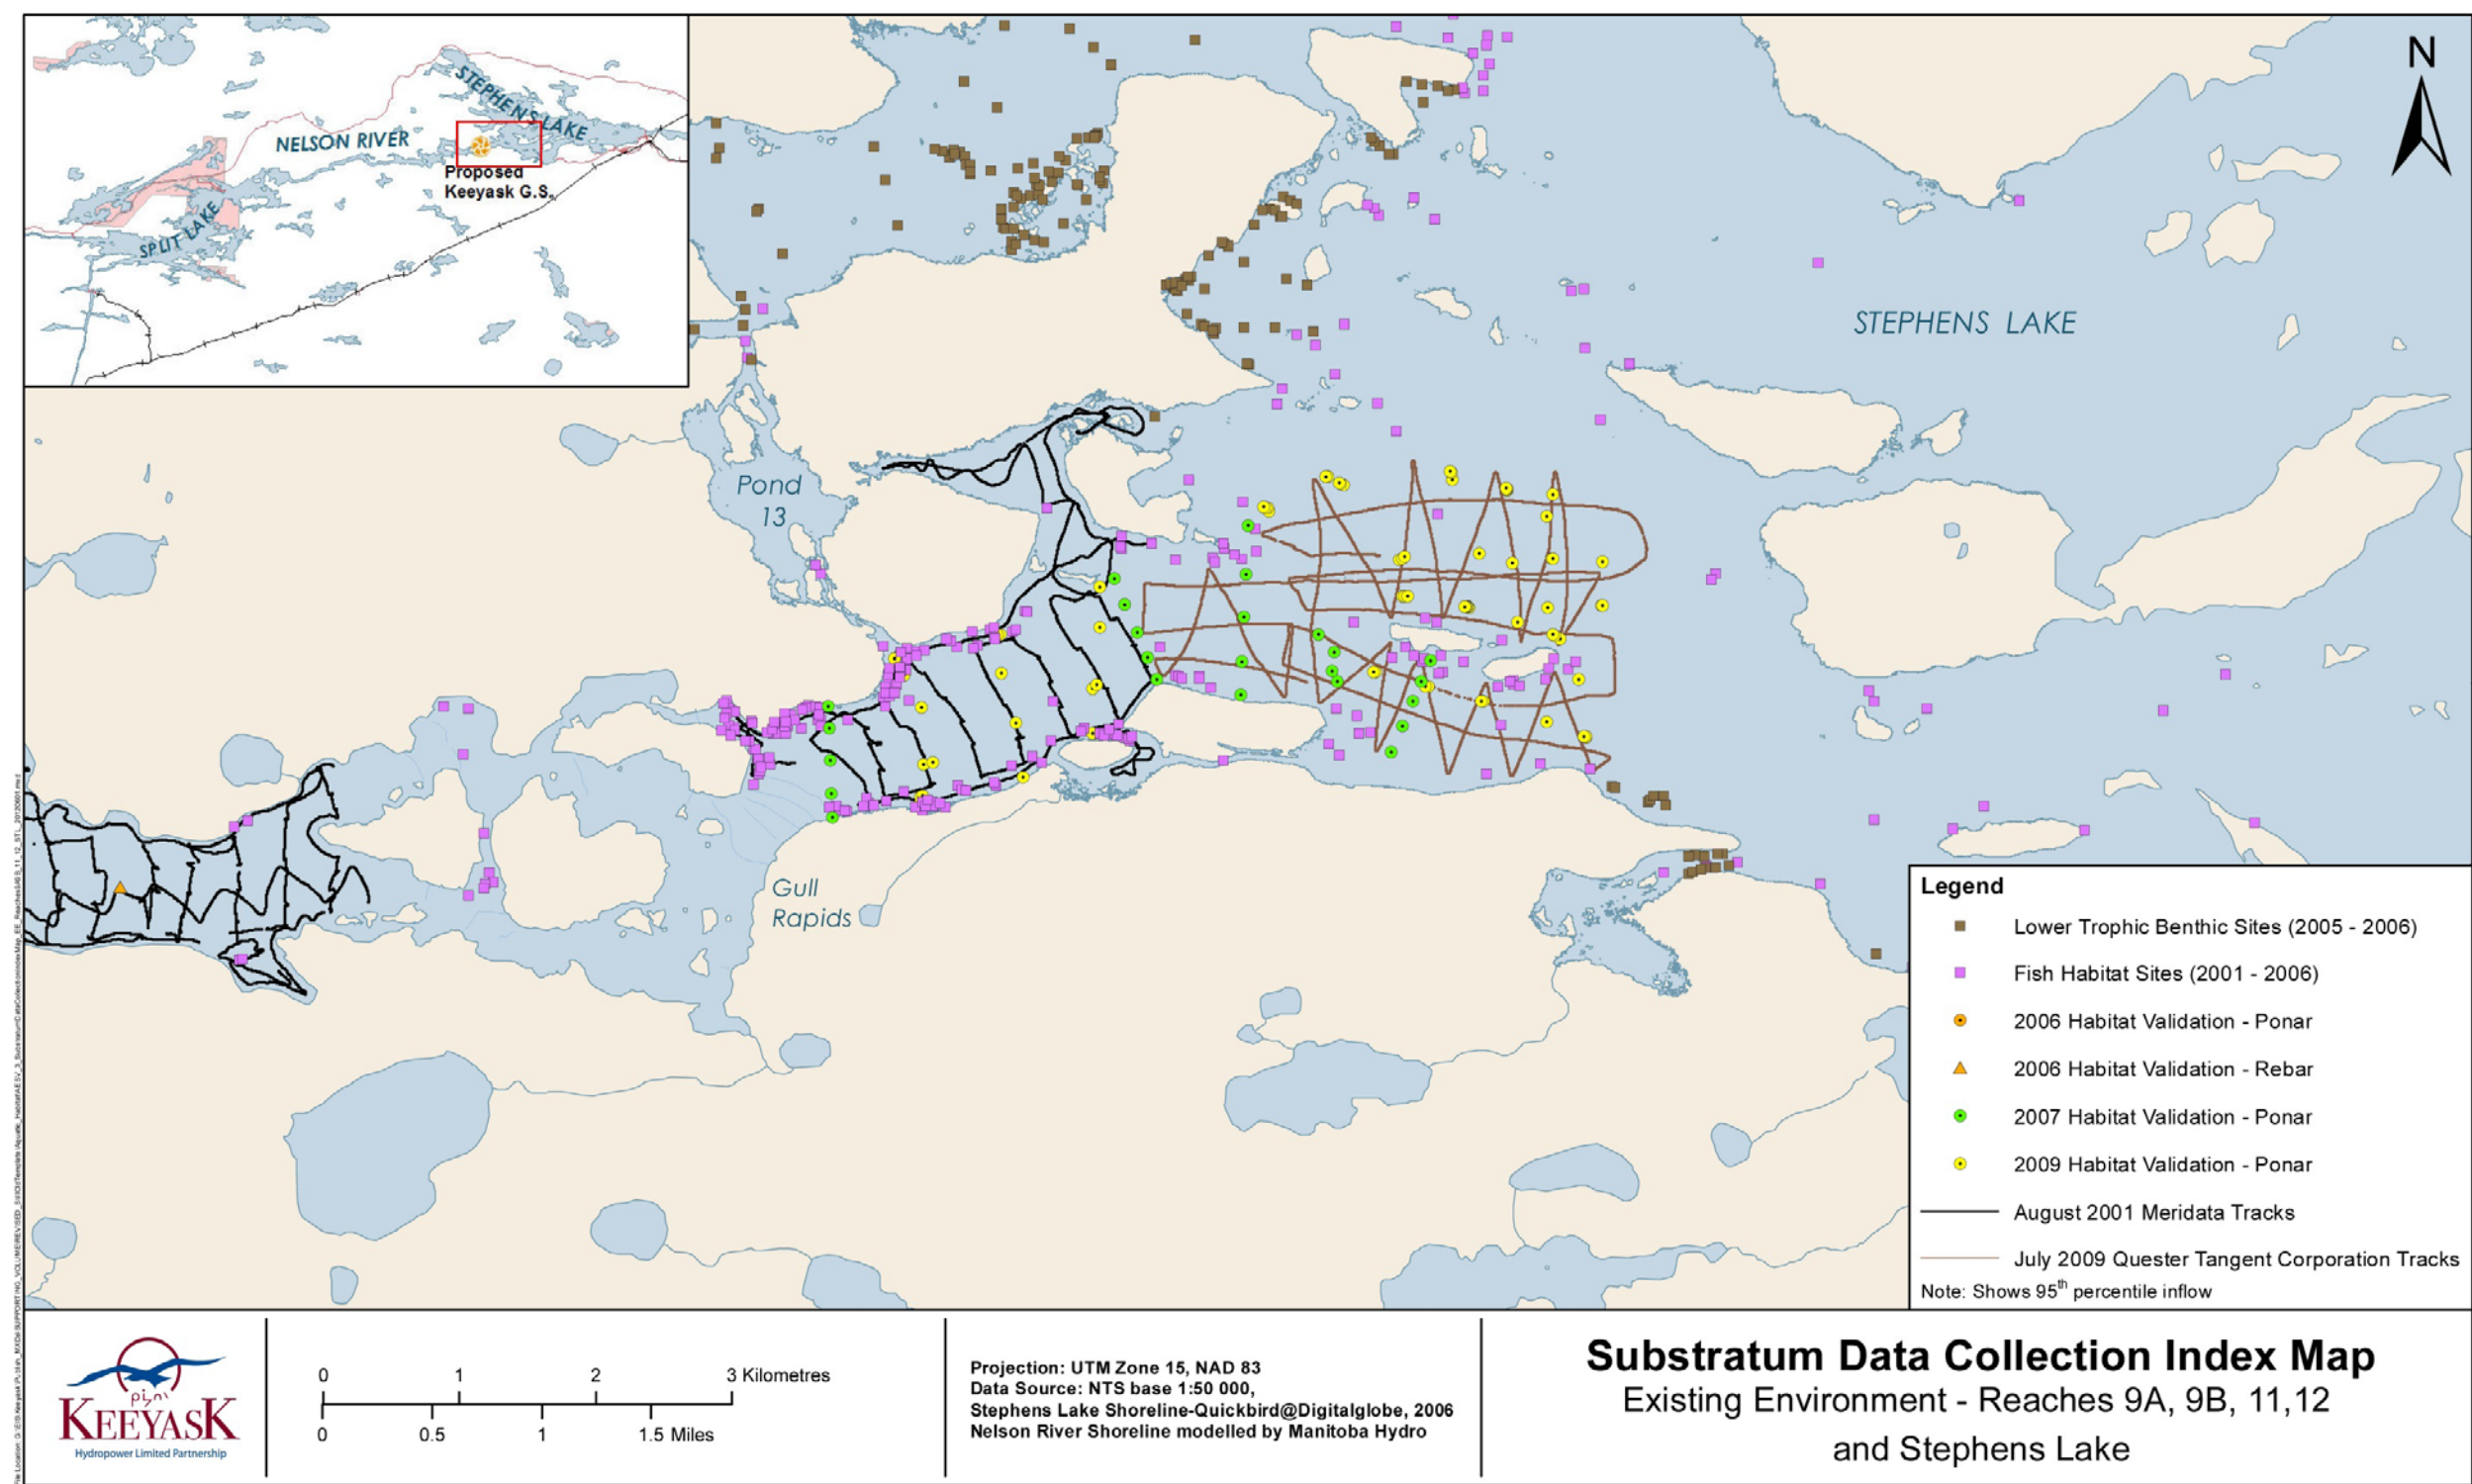 STEPHENS LAKE
NELSON RIVER
Proposed
Keeyask G.S.
SPLIT LAKE
N
STEPHENS LAKE
Pond
13
Gull
Rapids
Legend
Lower Trophic Benthic Sites (2005 - 2006)
Fish Habitat Sites (2001 - 2006)
2006 Habitat Validation - Ponar
2006 Habitat Validation - Rebar
2007 Habitat Validation - Ponar
2009 Habitat Validation - Ponar
August 2001 Meridata Tracks
July 2009 Quester Tangent Corporation Tracks
Note: Shows 95th percentile inflow
KEEYASK
Hydropower Limited Partnership
0 1 2 3 Kilometres
0 0.5 1 1.5 Miles
Projection: UTM Zone 15, NAD 83
Data Source: NTS base 1:50 000,
Stephens Lake Shoreline-Quickbird@Digitalglobe, 2006
Nelson River Shoreline modelled by Manitoba Hydro
Substratum Data Collection Index Map
Existing Environment - Reaches 9A, 9B, 11,12
and Stephens Lake